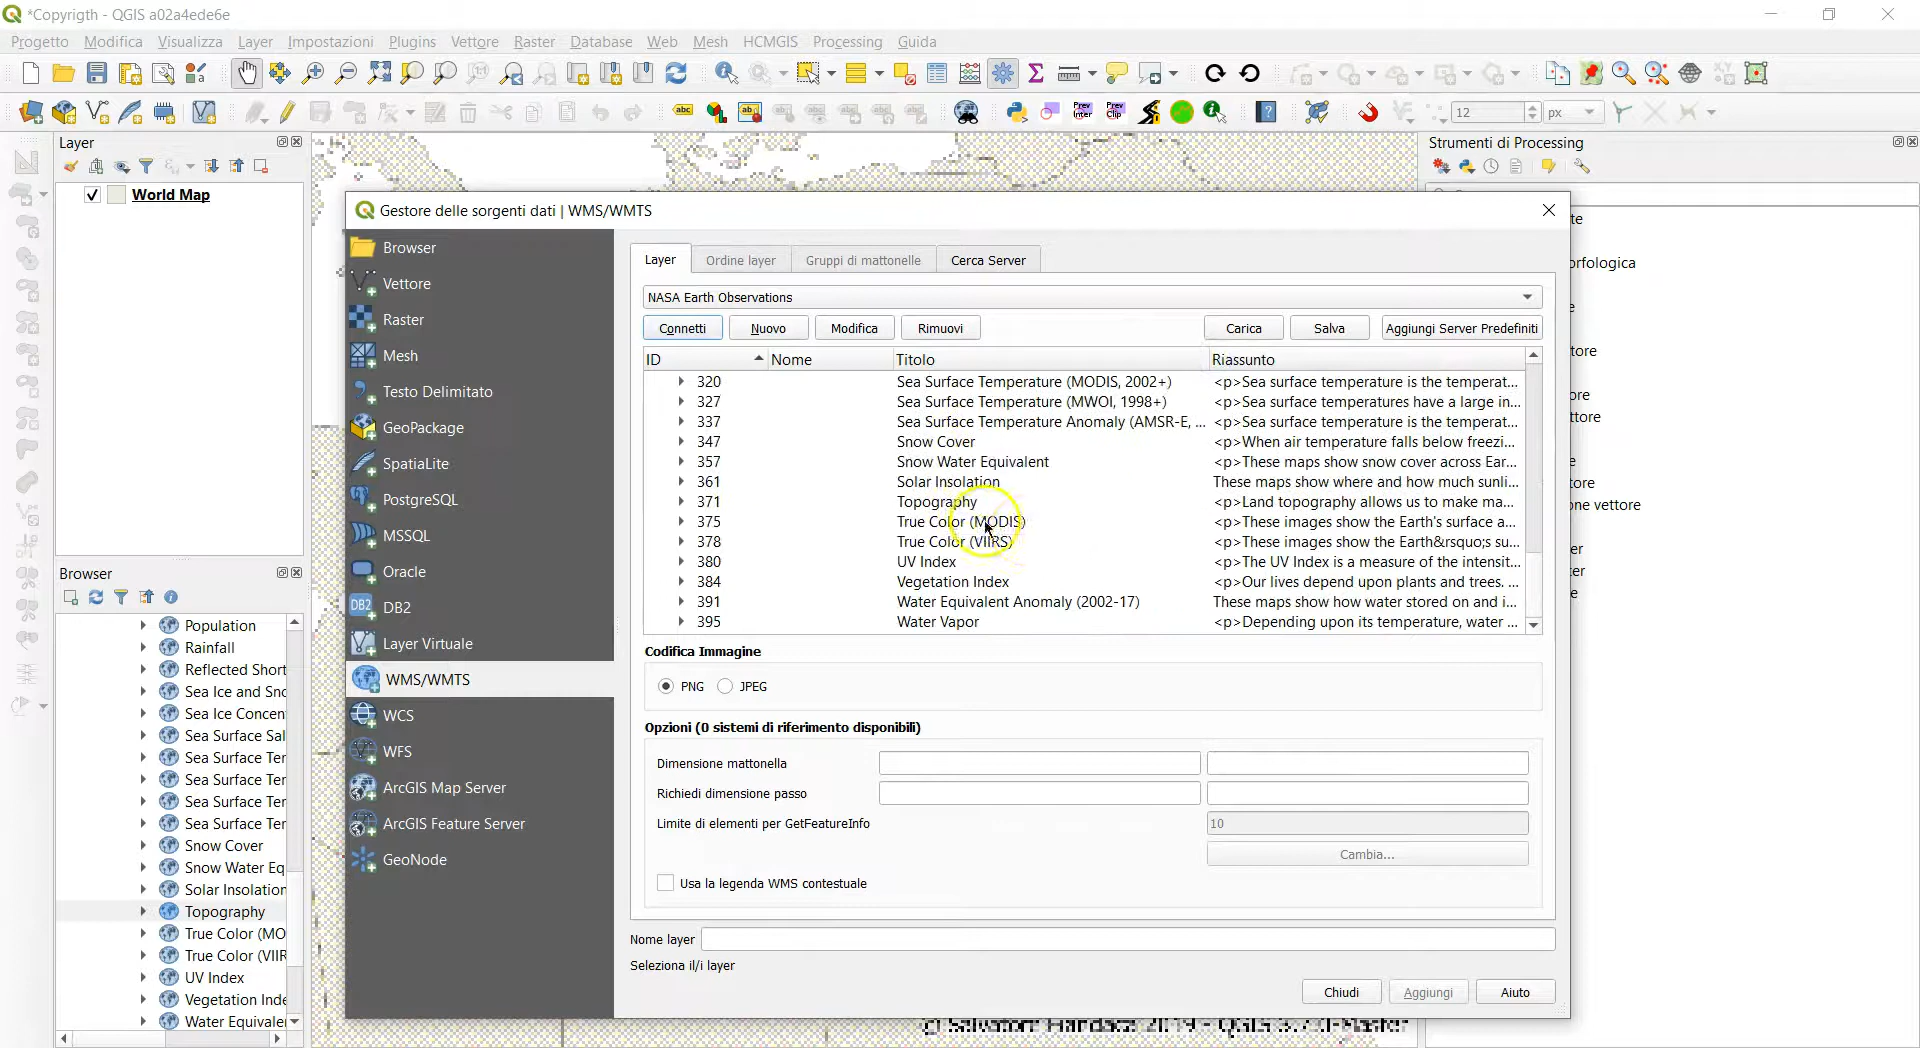 *Copyrigth - QGIS a02a4ede6e
Progetto Modifica Visualizza Layer Impostazioni Plugins Vettore Raster Database Web Mesh HCMGIS Processing Guida
12 px
Layer
World Map
Strumenti di Processing
Gestore delle sorgenti dati | WMS/WMTS
Browser
Vettore
Raster
Mesh
Testo Delimitato
GeoPackage
SpatiaLite
PostgreSQL
MSSQL
Oracle
DB2
Layer Virtuale
WMS/WMTS
WCS
WFS
ArcGIS Map Server
ArcGIS Feature Server
GeoNode
Layer Ordine layer Gruppi di mattonelle Cerca Server
NASA Earth Observations
Connetti Nuovo Modifica Rimuovi Carica Salva Aggiungi Server Predefiniti
ID Nome Titolo Riassunto
320 Sea Surface Temperature (MODIS, 2002+) <p>Sea surface temperature is the temperat...
327 Sea Surface Temperature (MWOI, 1998+) <p>Sea surface temperatures have a large in...
337 Sea Surface Temperature Anomaly (AMSR-E, ... <p>Sea surface temperature is the temperat...
347 Snow Cover <p>When air temperature falls below freezi...
357 Snow Water Equivalent <p>These maps show snow cover across Ear...
361 Solar Insolation These maps show where and how much sunli...
371 Topography <p>Land topography allows us to make ma...
375 True Color (MODIS) <p>These images show the Earth's surface a...
378 True Color (VIIRS) <p>These images show the Earth&rsquo;s su...
380 UV Index <p>The UV Index is a measure of the intensit...
384 Vegetation Index <p>Our lives depend upon plants and trees. ...
391 Water Equivalent Anomaly (2002-17) These maps show how water stored on and i...
395 Water Vapor <p>Depending upon its temperature, water ...
Codifica Immagine
PNG JPEG
Opzioni (0 sistemi di riferimento disponibili)
Dimensione mattonella
Richiedi dimensione passo
Limite di elementi per GetFeatureInfo 10
Cambia...
Usa la legenda WMS contestuale
Nome layer
Seleziona il/i layer
Chiudi Aggiungi Aiuto
te
orfologica
e
tore
ore
ttore
e
tore
one vettore
er
ter
e
Browser
Population
Rainfall
Reflected Short
Sea Ice and Sno
Sea Ice Concen
Sea Surface Sal
Sea Surface Ter
Sea Surface Ter
Sea Surface Ter
Sea Surface Ter
Snow Cover
Snow Water Eq
Solar Insolation
Topography
True Color (MO
True Color (VIIR
UV Index
Vegetation Inde
Water Equivaler